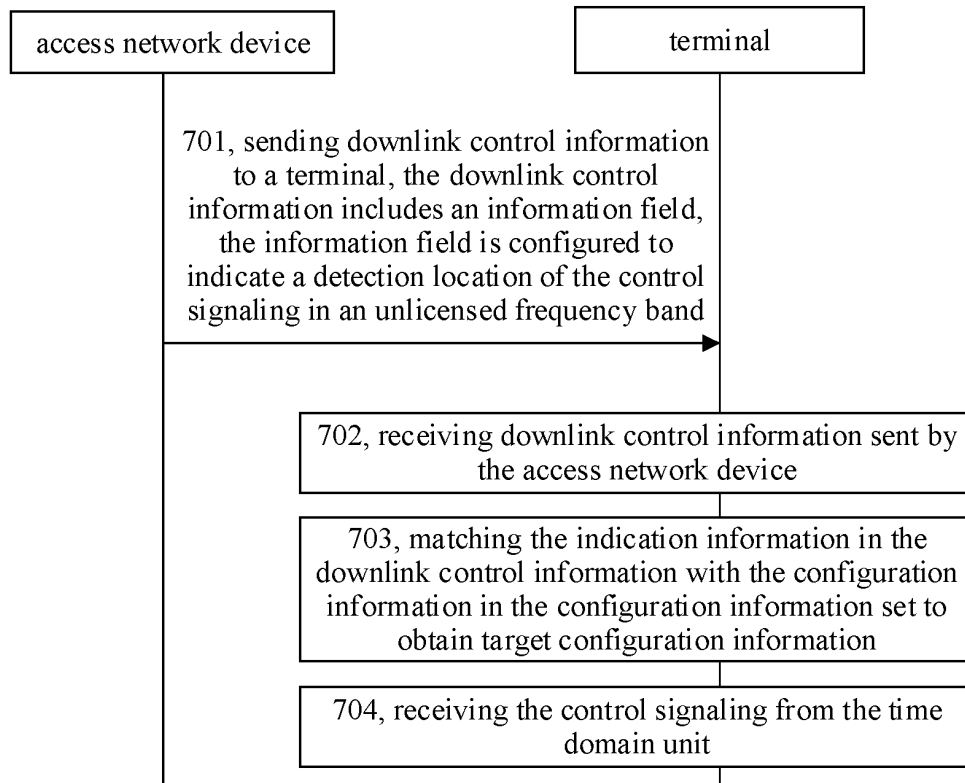 access network device
terminal
701, sending downlink control information
to a terminal, the downlink control
information includes an information field,
the information field is configured to
indicate a detection location of the control
signaling in an unlicensed frequency band
702, receiving downlink control information sent by
the access network device
703, matching the indication information in the
downlink control information with the configuration
information in the configuration information set to
obtain target configuration information
704, receiving the control signaling from the time
domain unit